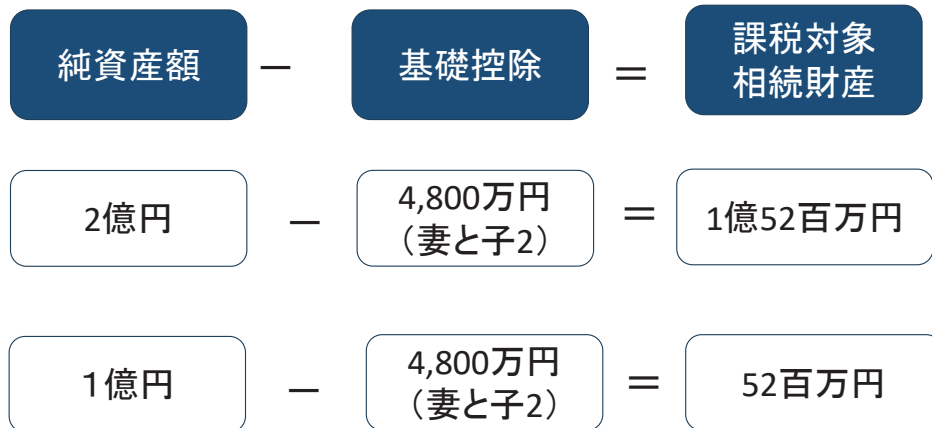 純資産額 － 基礎控除 ＝ 課税対象
相続財産
2億円 － 4,800万円 ＝ 1億52百万円
（妻と子2）
１億円 － 4,800万円 ＝ 52百万円
（妻と子2）